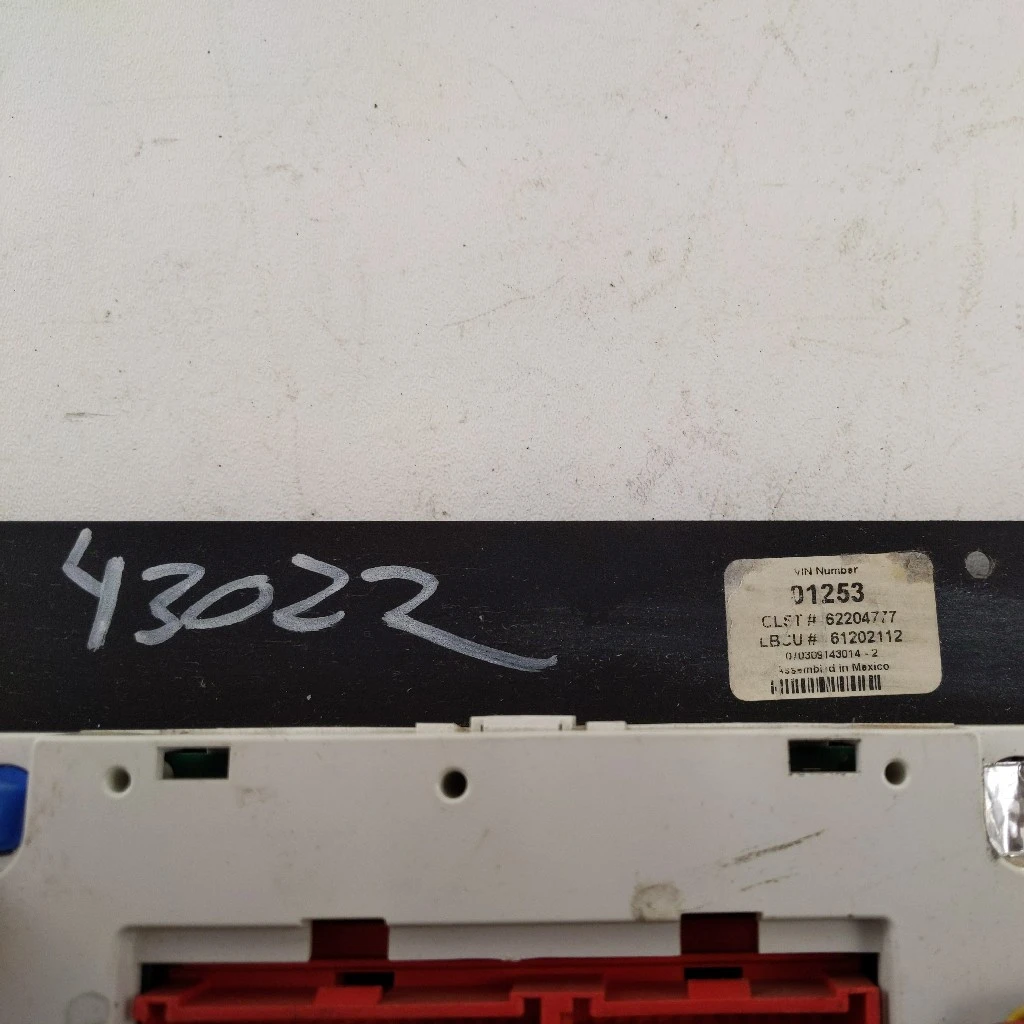 43022
VIN Number
01253
CLST # 62204777
LBCU # 61202112
070309143014 - 2
Assembled in Mexico